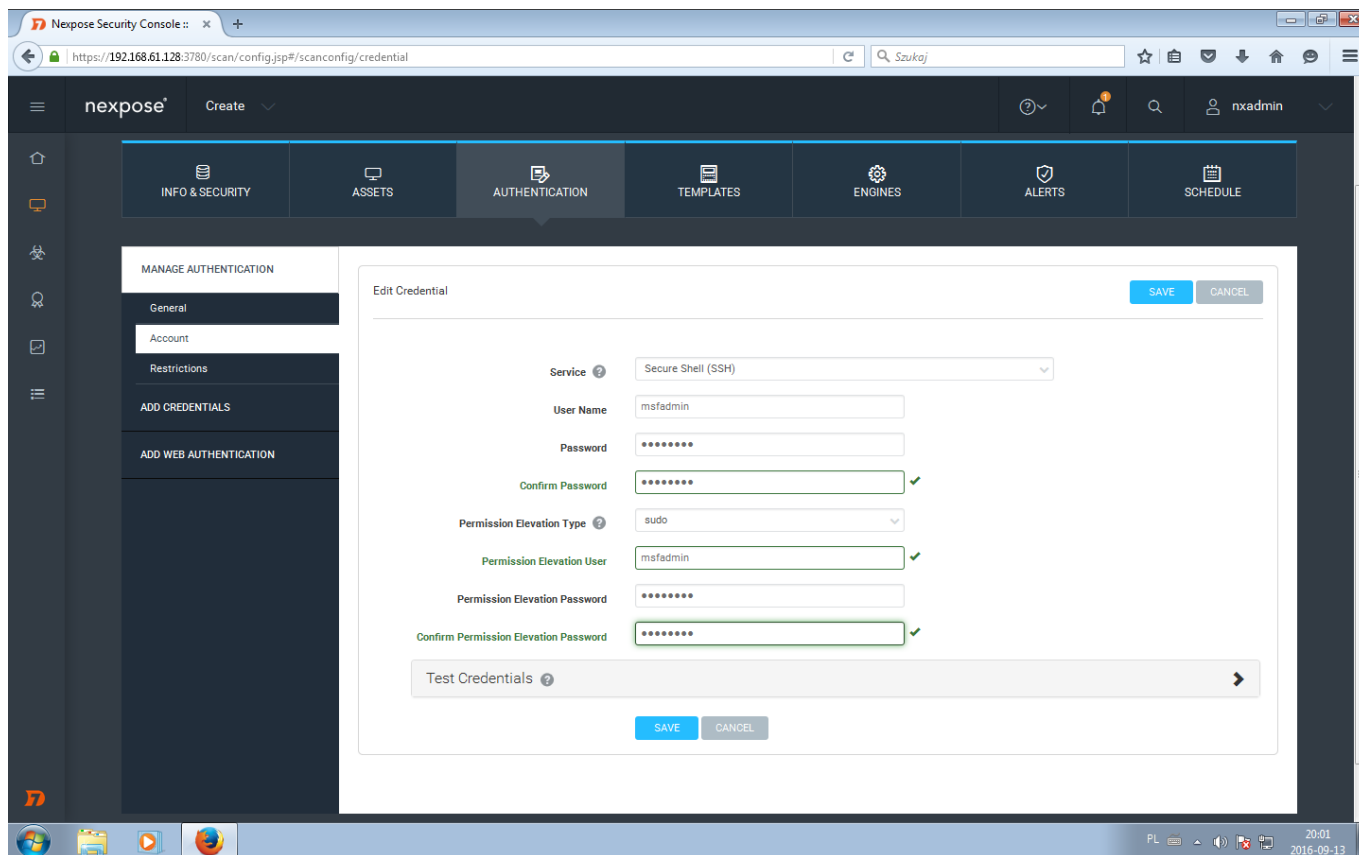 Nexpose Security Console ::
https://192.168.61.128:3780/scan/config.jsp#/scanconfig/credential
Szukaj
nexpose®
Create
1
nxadmin
INFO & SECURITY
ASSETS
AUTHENTICATION
TEMPLATES
ENGINES
ALERTS
SCHEDULE
MANAGE AUTHENTICATION
General
Account
Restrictions
ADD CREDENTIALS
ADD WEB AUTHENTICATION
Edit Credential
SAVE
CANCEL
Service
Secure Shell (SSH)
User Name
msfadmin
Password
••••••••
Confirm Password
••••••••
Permission Elevation Type
sudo
Permission Elevation User
msfadmin
Permission Elevation Password
••••••••
Confirm Permission Elevation Password
••••••••
Test Credentials
SAVE
CANCEL
PL
20:01
2016-09-13